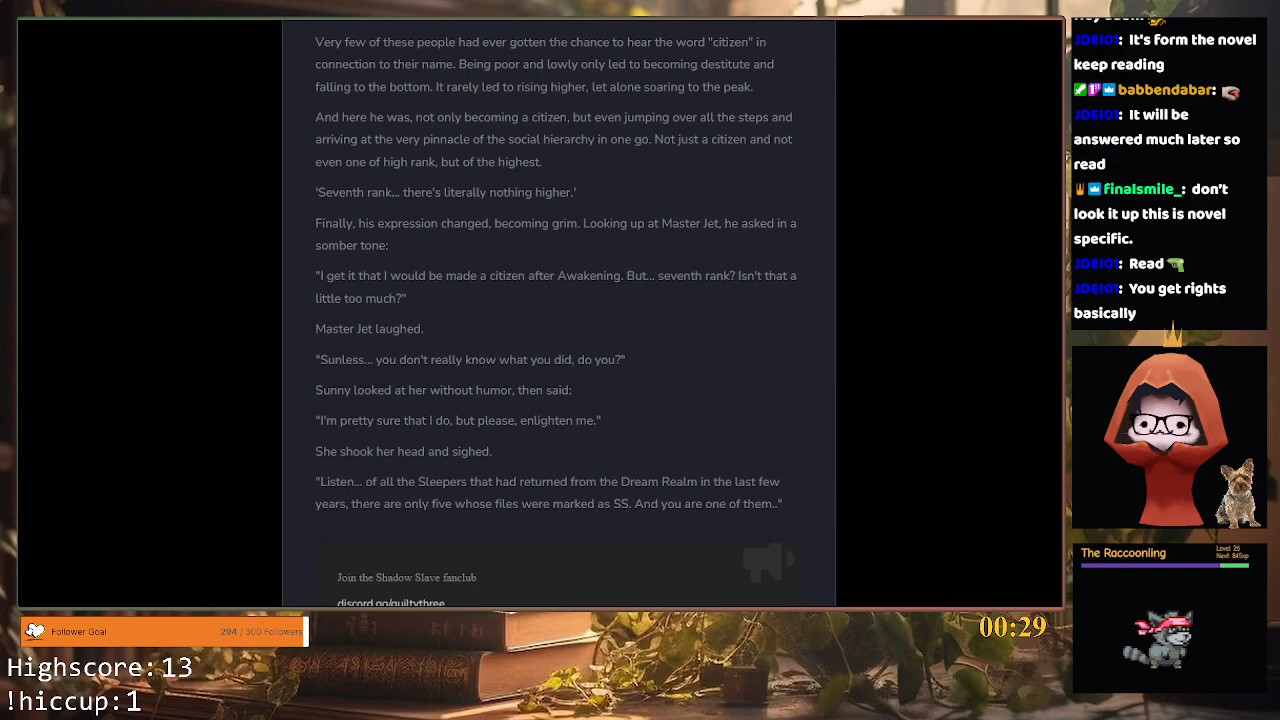 Very few of these people had ever gotten the chance to hear the word "citizen" in
connection to their name. Being poor and lowly only led to becoming destitute and
falling to the bottom. It rarely led to rising higher, let alone soaring to the peak.
And here he was, not only becoming a citizen, but even jumping over all the steps and
arriving at the very pinnacle of the social hierarchy in one go. Not just a citizen and not
even one of high rank, but of the highest.
'Seventh rank... there's literally nothing higher.'
Finally, his expression changed, becoming grim. Looking up at Master Jet, he asked in a
somber tone:
"I get it that I would be made a citizen after Awakening. But... seventh rank? Isn't that a
little too much?"
Master Jet laughed.
"Sunless... you don't really know what you did, do you?"
Sunny looked at her without humor, then said:
"I'm pretty sure that I do, but please, enlighten me."
She shook her head and sighed.
"Listen... of all the Sleepers that had returned from the Dream Realm in the last few
years, there are only five whose files were marked as SS. And you are one of them.."
Join the Shadow Slave fanclub
discord.gg/guiltythree
JDEI01: It's form the novel
keep reading
babbendabar:
JDEI01: It will be
answered much later so
read
finalsmile_: don't
look it up this is novel
specific.
JDEI01: Read
JDEI01: You get rights
basically
The Raccoonling
Level: 26
Next: 845xp
Follower Goal
294 / 300 Followers
00:29
Highscore:13
!hiccup:1